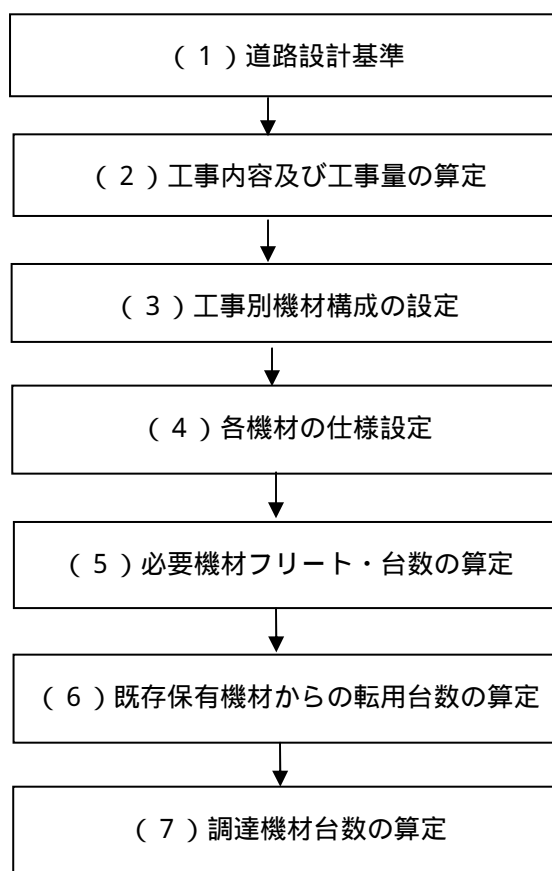 (1)道路設計基準
(2)工事内容及び工事量の算定
(3)工事別機材構成の設定
(4)各機材の仕様設定
(5)必要機材フリート・台数の算定
(6)既存保有機材からの転用台数の算定
(7)調達機材台数の算定